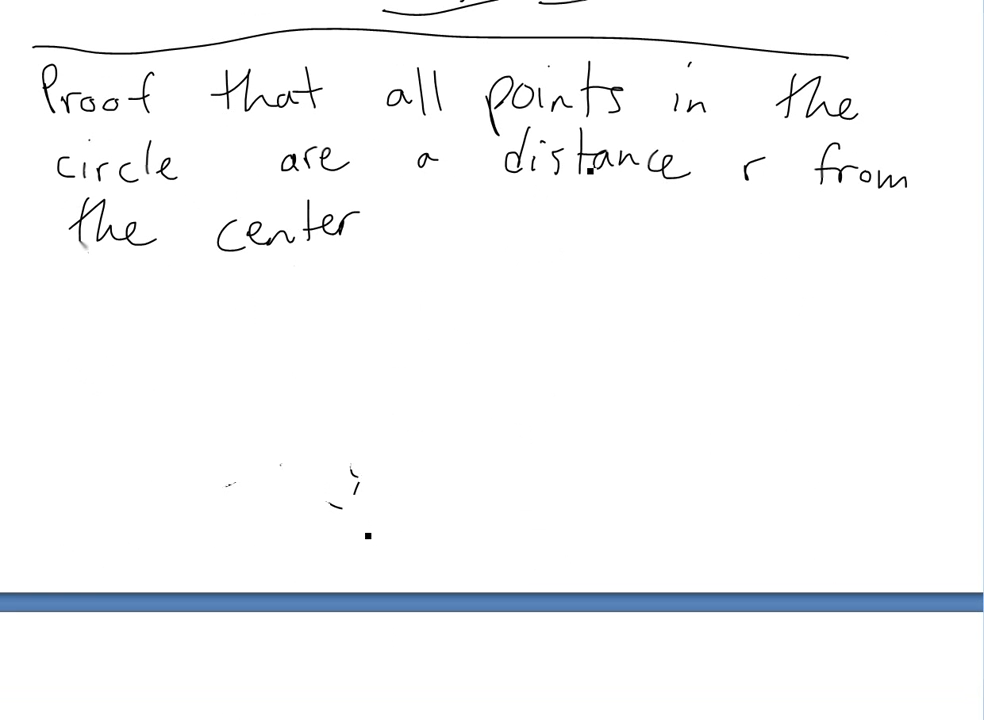 Proof that all points in the
circle are a distance r from
the center